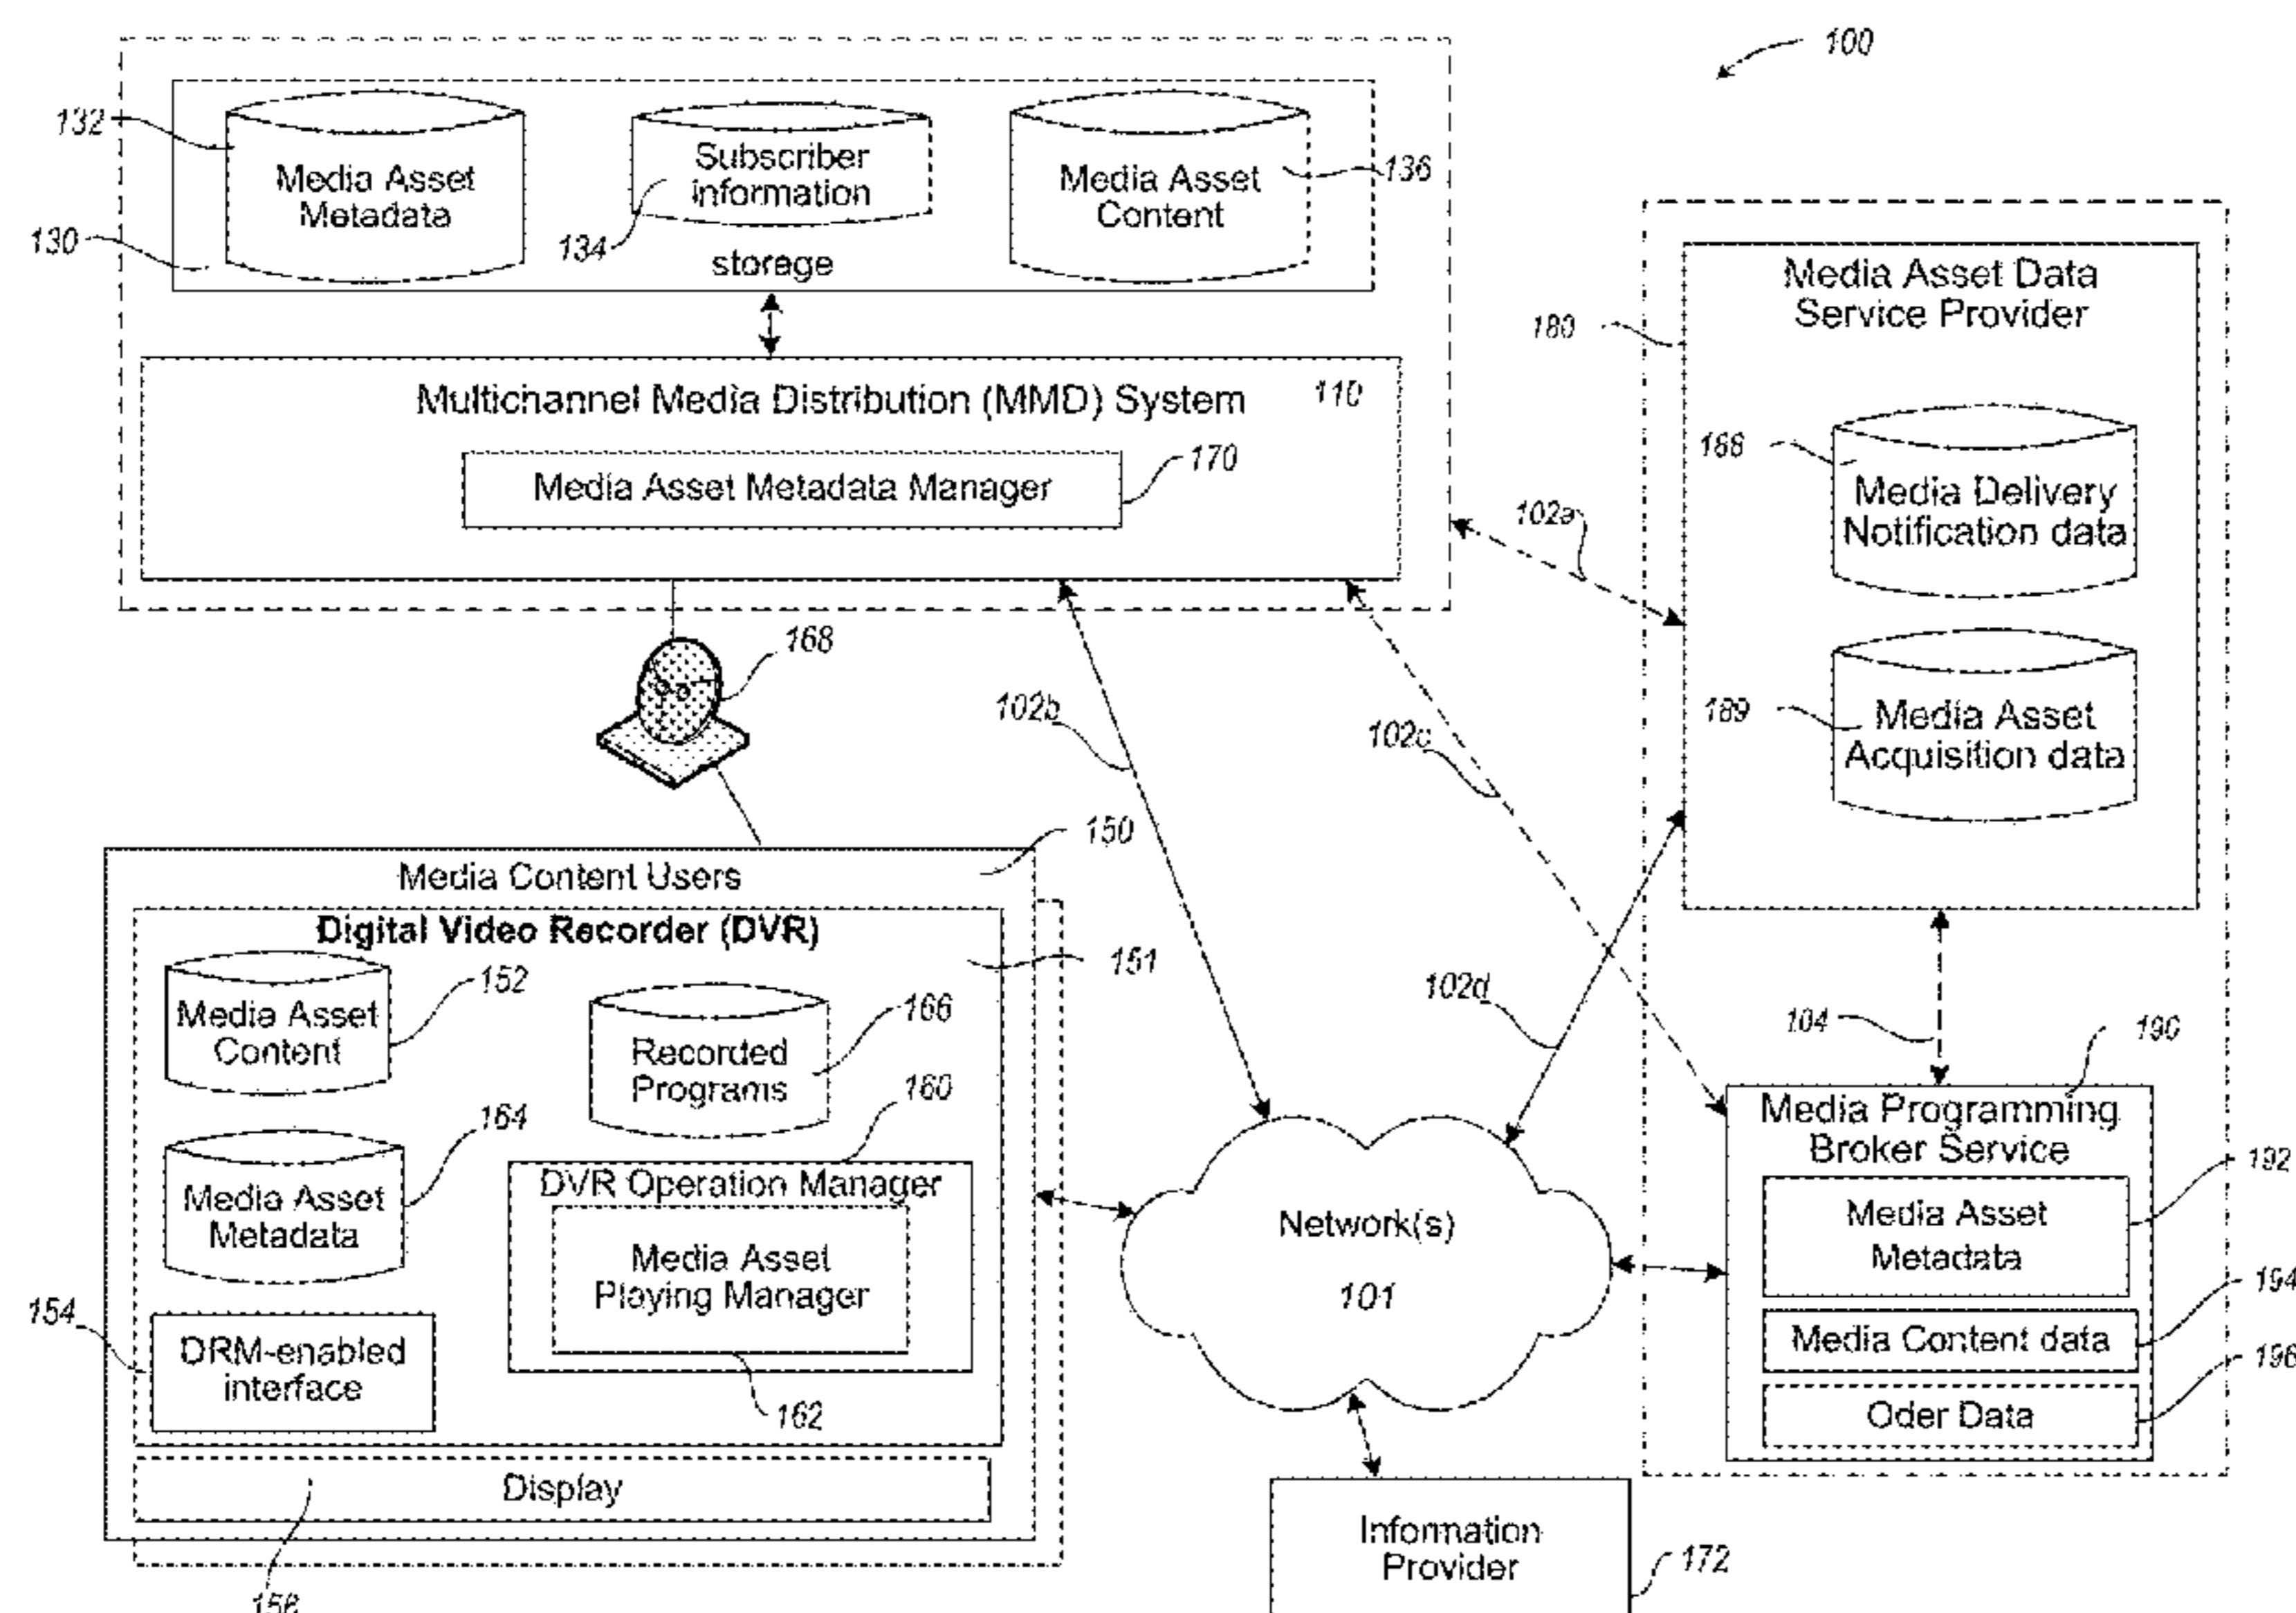 100
132
Media Asset
Metadata
Subscriber
information
134
Media Asset
Content
136
130
storage
Multichannel Media Distribution (MMD) System
110
Media Asset Metadata Manager
170
180
Media Asset Data
Service Provider
188
Media Delivery
Notification data
189
Media Asset
Acquisition data
102a
168
102b
102c
102d
104
150
Media Content Users
Digital Video Recorder (DVR)
151
Media Asset
Content
152
Recorded
Programs
166
160
Media Asset
Metadata
164
DVR Operation Manager
Media Asset
Playing Manager
162
154
DRM-enabled
interface
Display
156
Network(s)
101
190
Media Programming
Broker Service
Media Asset
Metadata
192
Media Content data
194
Oder Data
196
Information
Provider
172